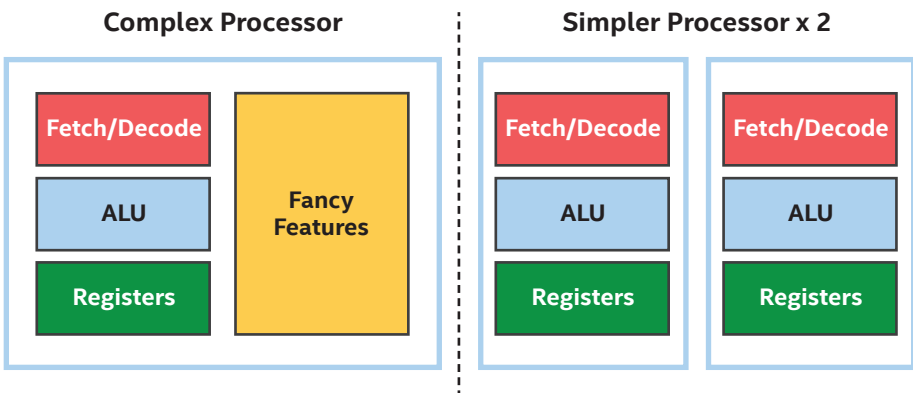 Complex Processor
Fetch/Decode
ALU
Registers
Fancy
Features
Simpler Processor x 2
Fetch/Decode
ALU
Registers
Fetch/Decode
ALU
Registers